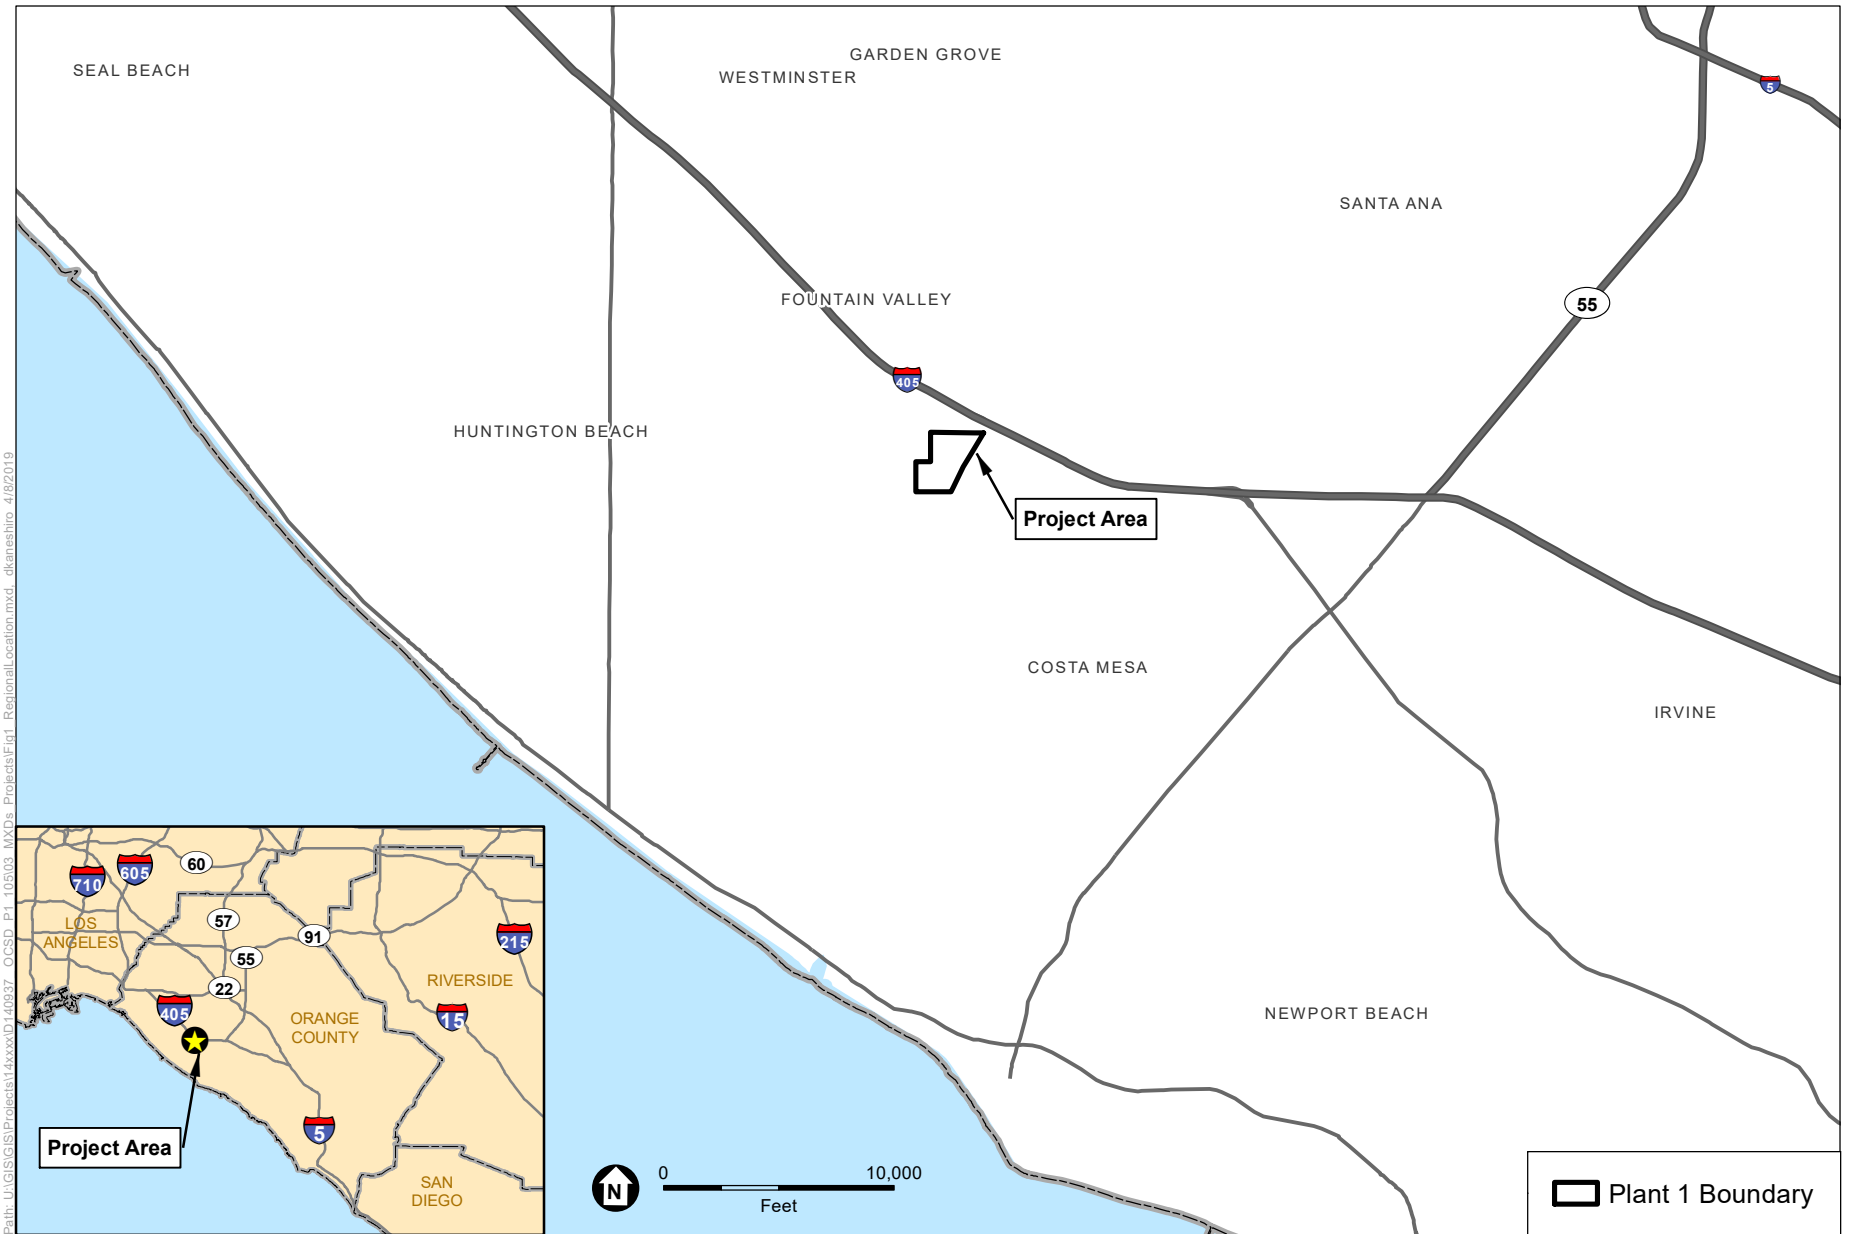 SEAL BEACH
GARDEN GROVE
WESTMINSTER
5
SANTA ANA
55
FOUNTAIN VALLEY
405
HUNTINGTON BEACH
Project Area
COSTA MESA
IRVINE
NEWPORT BEACH
60
605
710
57
LOS
ANGELES
91
215
55
22
RIVERSIDE
405
15
ORANGE
COUNTY
5
Project Area
SAN
DIEGO
N
0
10,000
Feet
Plant 1 Boundary
Path: U:\GIS\GIS\Projects\14xxxx\D140937_OCSD_P1_105\03_MXDs_Projects\Fig1_RegionalLocation.mxd, dkaneshiro 4/8/2019